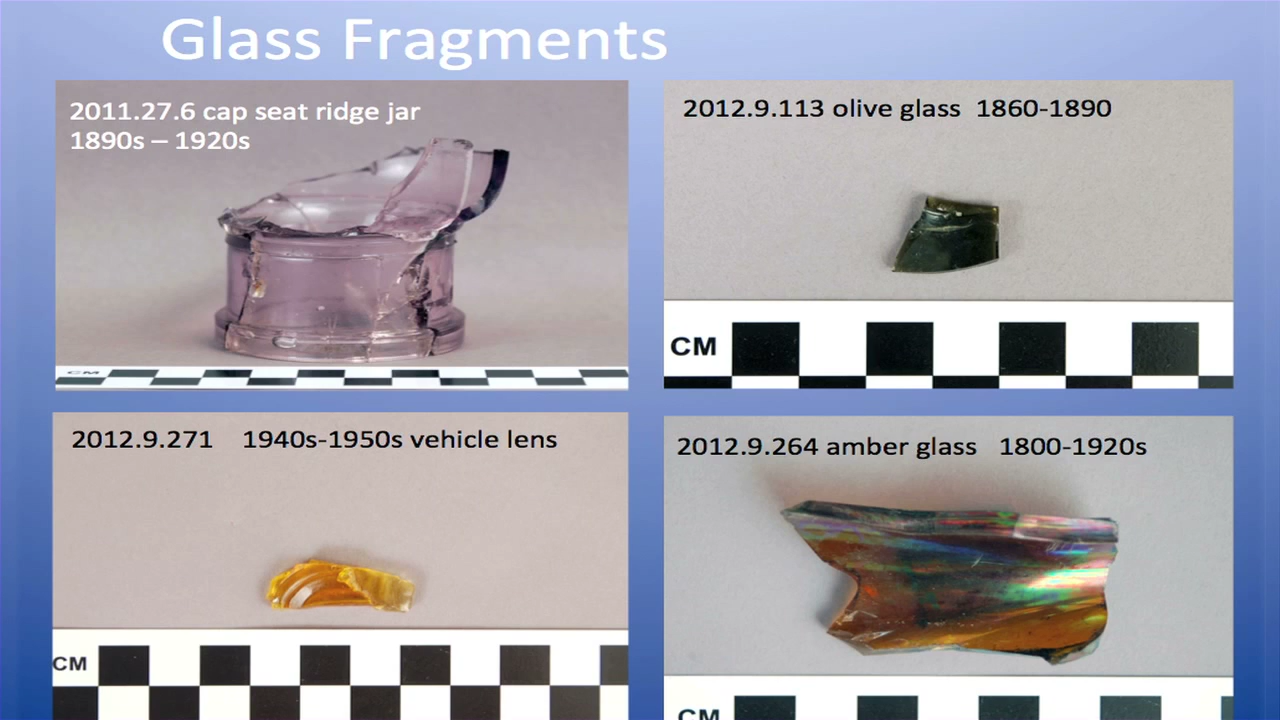 Glass Fragments
2011.27.6 cap seat ridge jar
1890s – 1920s
2012.9.113 olive glass  1860-1890
CM
CM
2012.9.271    1940s-1950s vehicle lens
2012.9.264 amber glass   1800-1920s
CM
CM